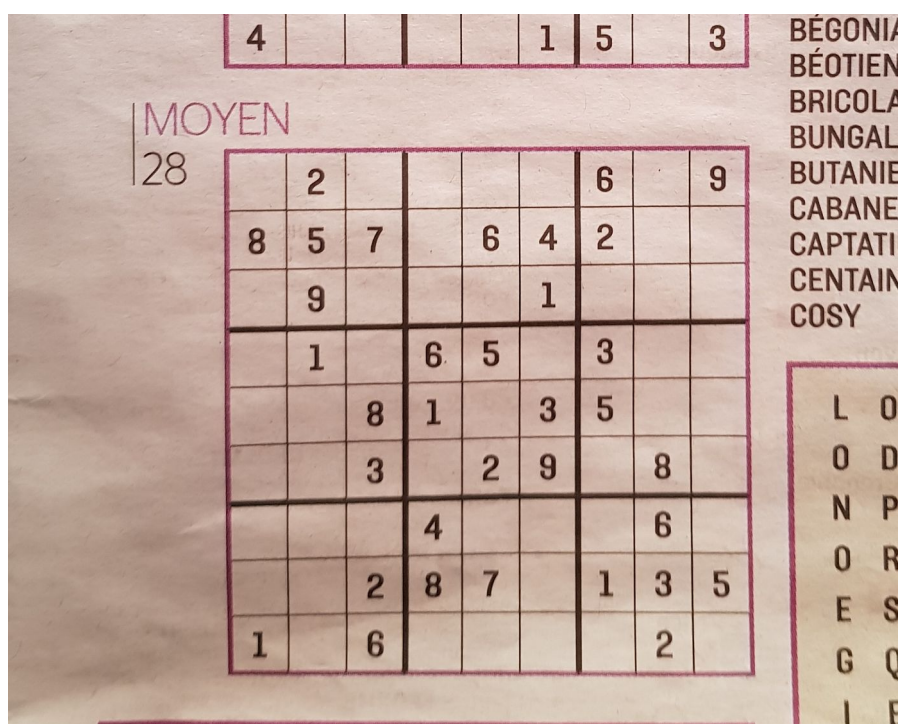 4 1 5 3
MOYEN
28
2 6 9
8 5 7 6 4 2
9 1
1 6 5 3
8 1 3 5
3 2 9 8
4 6
2 8 7 1 3 5
1 6 2
BÉGONIA
BÉOTIEN
BRICOLA
BUNGAL
BUTANIE
CABANE
CAPTATI
CENTAIN
COSY
L O
O D
N P
O R
E S
G Q